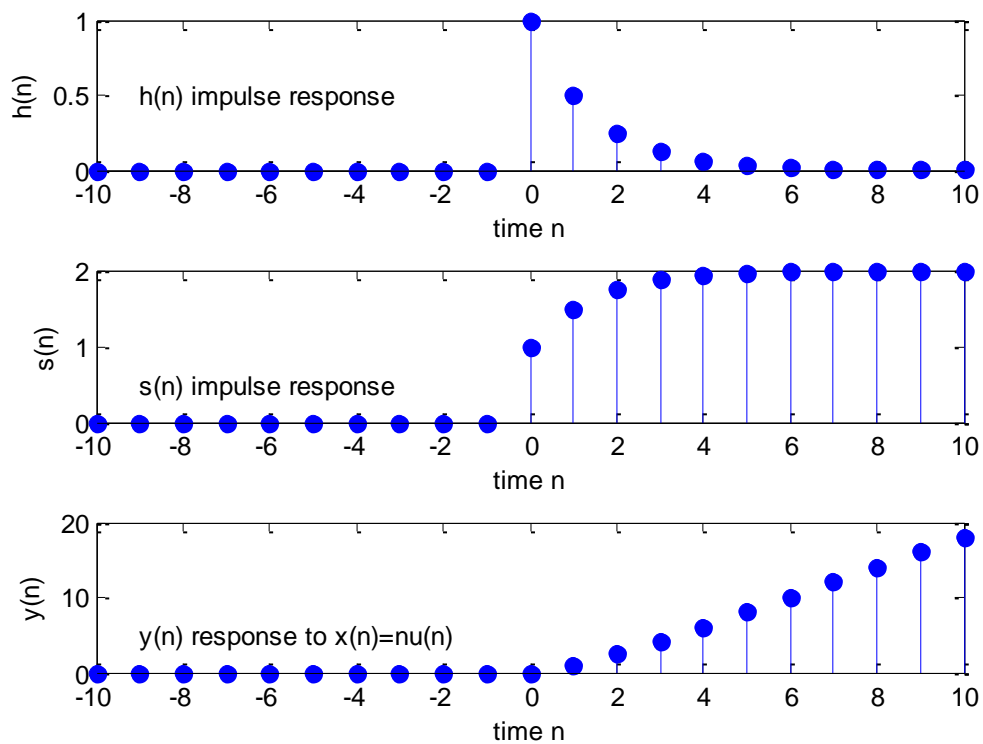 1
0.5
0
h(n)
h(n) impulse response
-10 -8 -6 -4 -2 0 2 4 6 8 10
time n
2
1
0
s(n)
s(n) impulse response
-10 -8 -6 -4 -2 0 2 4 6 8 10
time n
20
10
0
y(n)
y(n) response to x(n)=nu(n)
-10 -8 -6 -4 -2 0 2 4 6 8 10
time n